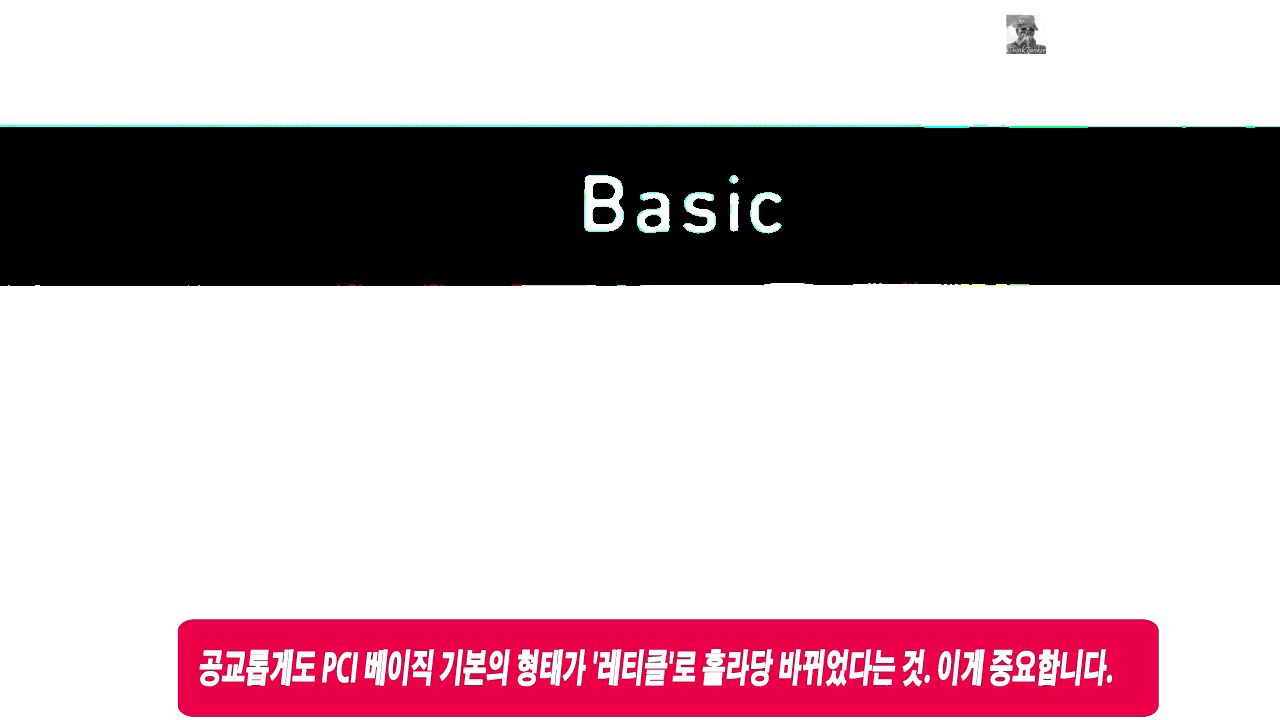 ThinkTanker
Basic
공교롭게도 PCI 베이직 기본의 형태가 '레티클'로 홀라당 바뀌었다는 것. 이게 중요합니다.